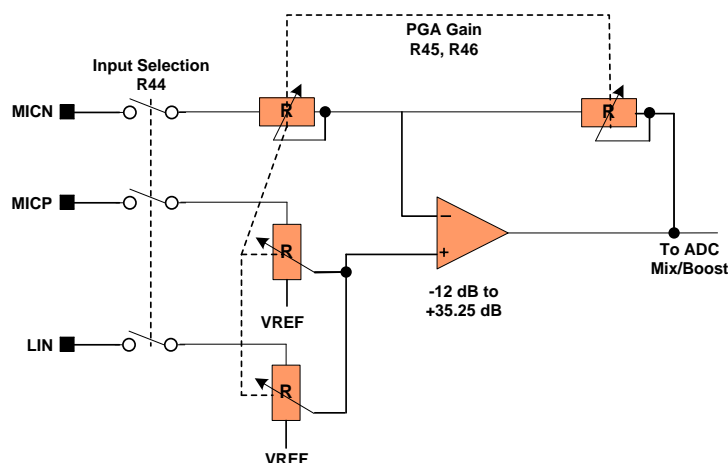 PGA Gain
R45, R46
Input Selection
R44
MICN
R
R
MICP
R
−
+
To ADC
Mix/Boost
-12 dB to
+35.25 dB
VREF
LIN
R
VREF